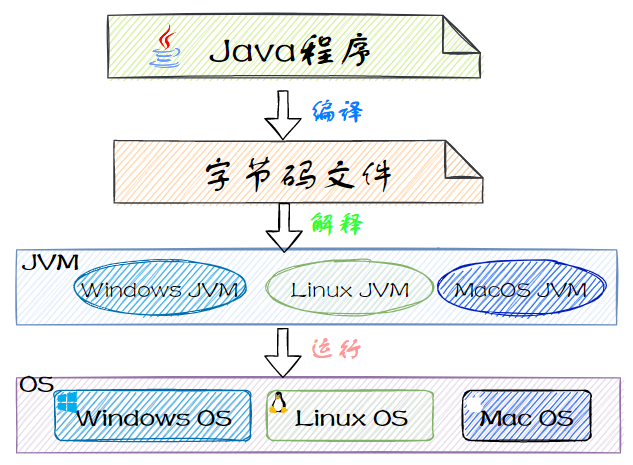 Java程序
编译
字节码文件
解释
JVM
Windows JVM
Linux JVM
MacOS JVM
运行
OS
Windows OS
Linux OS
Mac OS